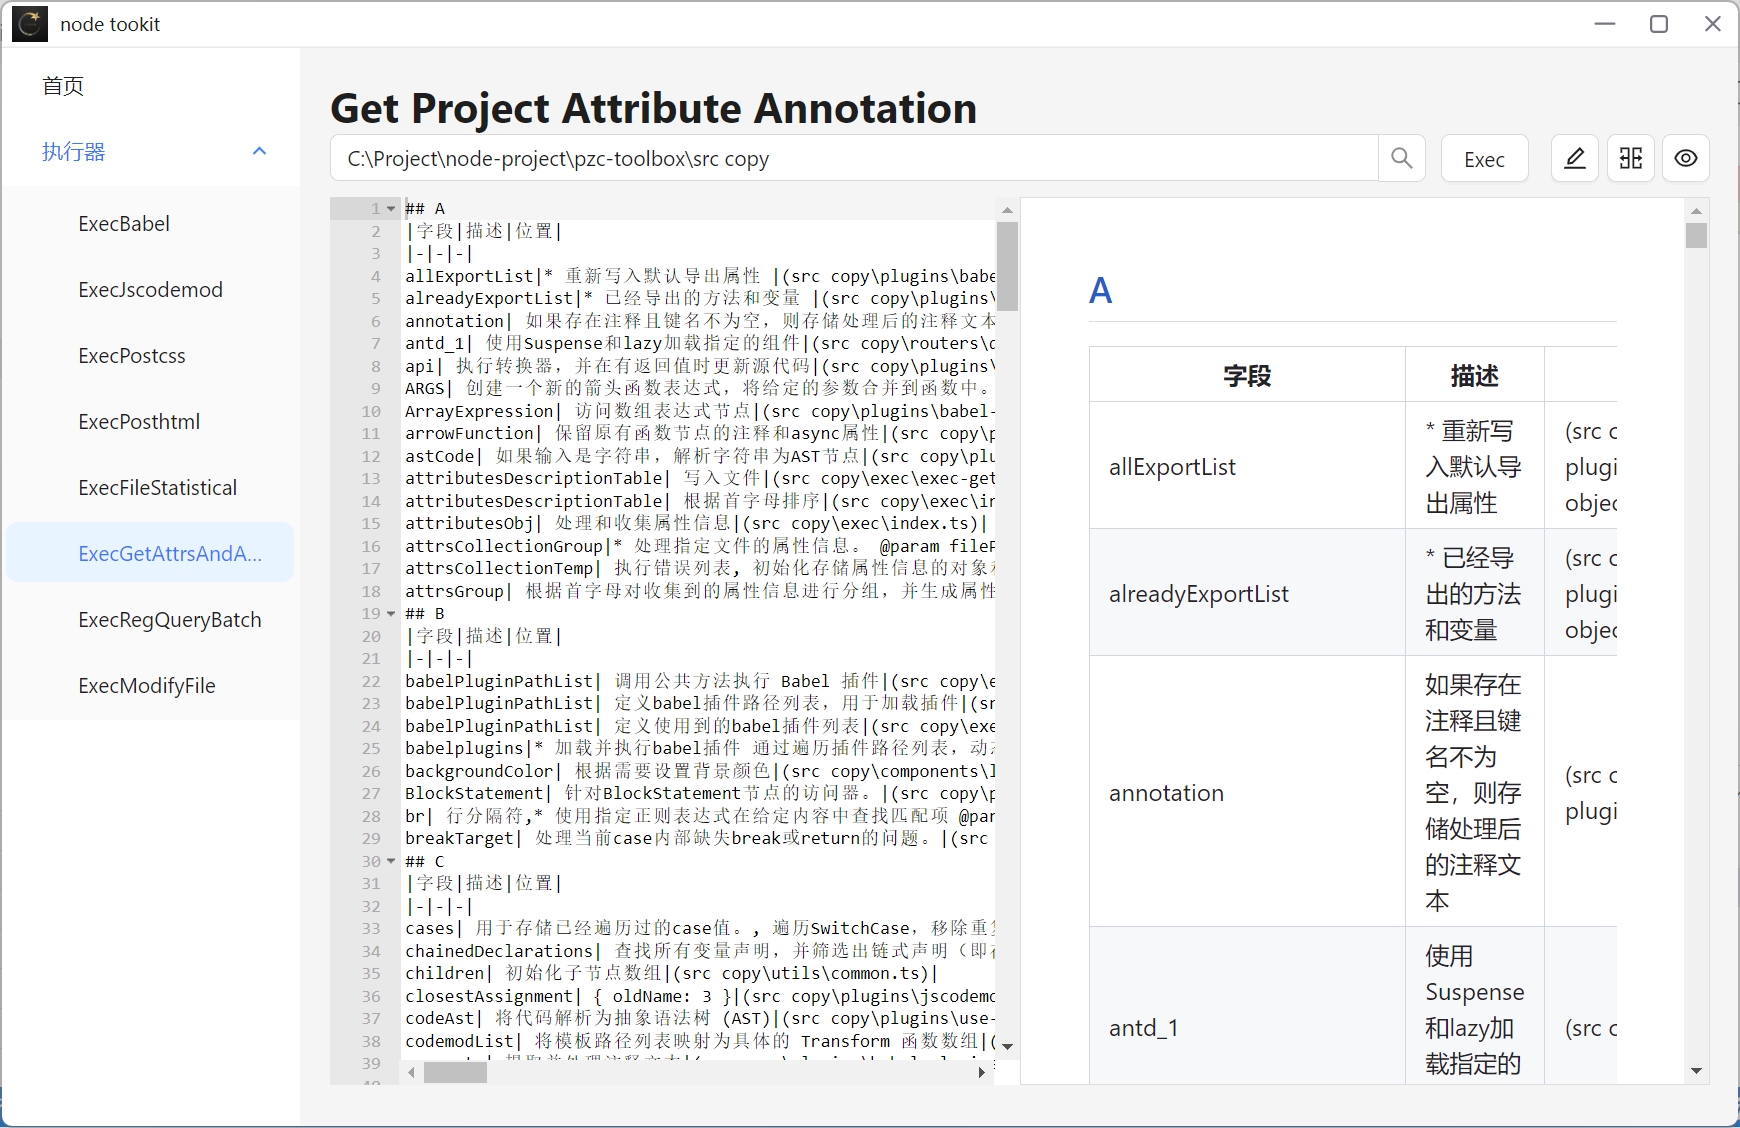 node tookit
首页
执行器
ExecBabel
ExecJscodemod
ExecPostcss
ExecPosthtml
ExecFileStatistical
ExecGetAttrsAndA...
ExecRegQueryBatch
ExecModifyFile
Get Project Attribute Annotation
C:\Project\node-project\pzc-toolbox\src copy
Exec
1 ## A
2 |字段|描述|位置|
3 |-|-|-|
4 allExportList|* 重新写入默认导出属性 |(src copy\plugins\babe
5 alreadyExportList|* 已经导出的方法和变量 |(src copy\plugins\
6 annotation| 如果存在注释且键名不为空，则存储处理后的注释文本
7 antd_1| 使用Suspense和lazy加载指定的组件|(src copy\routers\
8 api| 执行转换器，并在有返回值时更新源代码|(src copy\plugins\
9 ARGS| 创建一个新的箭头函数表达式，将给定的参数合并到函数中。
10 ArrayExpression| 访问数组表达式节点|(src copy\plugins\babel-
11 arrowFunction| 保留原有函数节点的注释和async属性|(src copy\p
12 astCode| 如果输入是字符串，解析字符串为AST节点|(src copy\plu
13 attributesDescriptionTable| 写入文件|(src copy\exec\exec-get
14 attributesDescriptionTable| 根据首字母排序|(src copy\exec\in
15 attributesObj| 处理和收集属性信息|(src copy\exec\index.ts)|
16 attrsCollectionGroup|* 处理指定文件的属性信息。 @param fileP
17 attrsCollectionTemp| 执行错误列表, 初始化存储属性信息的对象和
18 attrsGroup| 根据首字母对收集到的属性信息进行分组，并生成属性
19 ## B
20 |字段|描述|位置|
21 |-|-|-|
22 babelPluginPathList| 调用公共方法执行 Babel 插件|(src copy\e
23 babelPluginPathList| 定义babel插件路径列表，用于加载插件|(sr
24 babelPluginPathList| 定义使用到的babel插件列表|(src copy\exe
25 babelplugins|* 加载并执行babel插件 通过遍历插件路径列表，动态
26 backgroundColor| 根据需要设置背景颜色|(src copy\components\l
27 BlockStatement| 针对BlockStatement节点的访问器。|(src copy\p
28 br| 行分隔符,* 使用指定正则表达式在给定内容中查找匹配项 @par
29 breakTarget| 处理当前case内部缺失break或return的问题。|(src
30 ## C
31 |字段|描述|位置|
32 |-|-|-|
33 cases| 用于存储已经遍历过的case值。, 遍历SwitchCase，移除重复
34 chainedDeclarations| 查找所有变量声明，并筛选出链式声明（即存
35 children| 初始化子节点数组|(src copy\utils\common.ts)|
36 closestAssignment| { oldName: 3 }|(src copy\plugins\jscodemo
37 codeAst| 将代码解析为抽象语法树 (AST)|(src copy\plugins\use-
38 codemodList| 将模板路径列表映射为具体的 Transform 函数数组|(
39
A
字段 描述
allExportList
* 重新写
入默认导
出属性
(src c
plugi
objec
alreadyExportList
* 已经导
出的方法
和变量
(src c
plugi
objec
annotation
如果存在
注释且键
名不为
空，则存
储处理后
的注释文
本
(src c
plugi
antd_1
使用
Suspense
和lazy加
载指定的
(src c